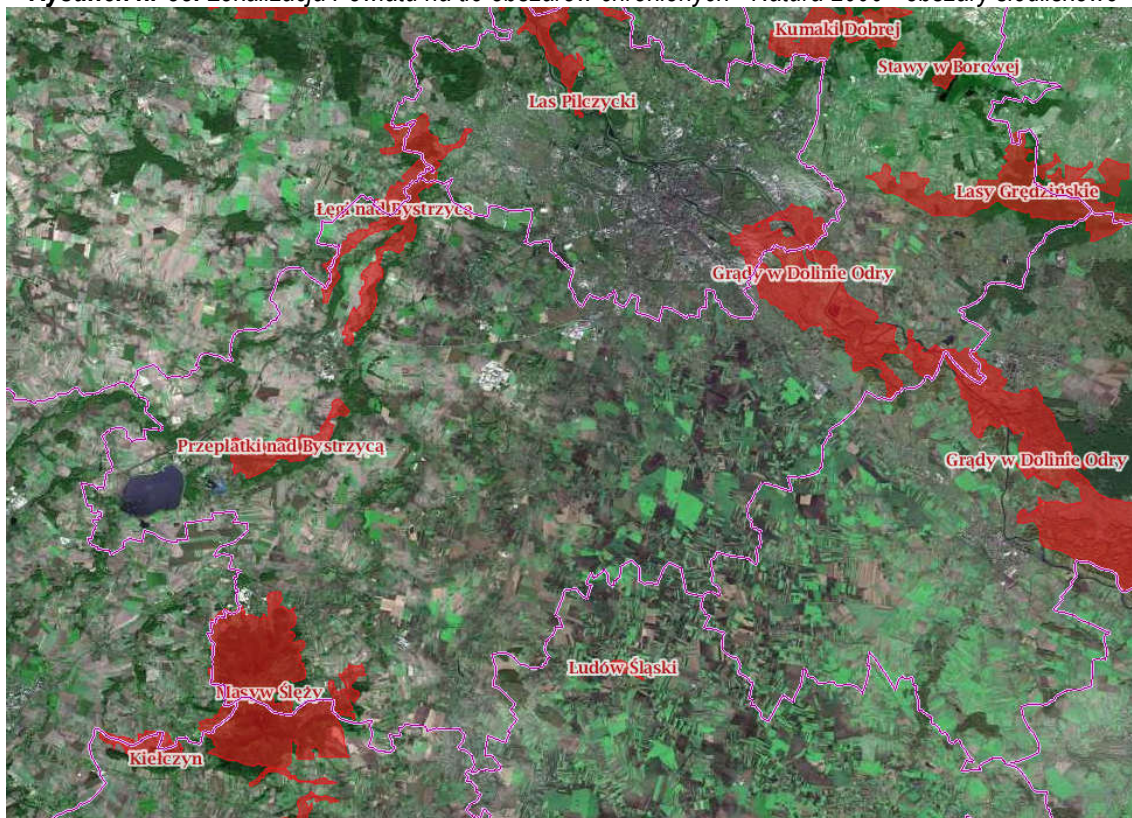 Kumaki Dobrej
Stawy w Borowej
Las Pilczycki
Lasy Grędzińskie
Łęgi nad Bystrzycą
Grądy w Dolinie Odry
Przeplatki nad Bystrzycą
Grądy w Dolinie Odry
Ludów Śląski
Masyw Ślęży
Kiełczyn